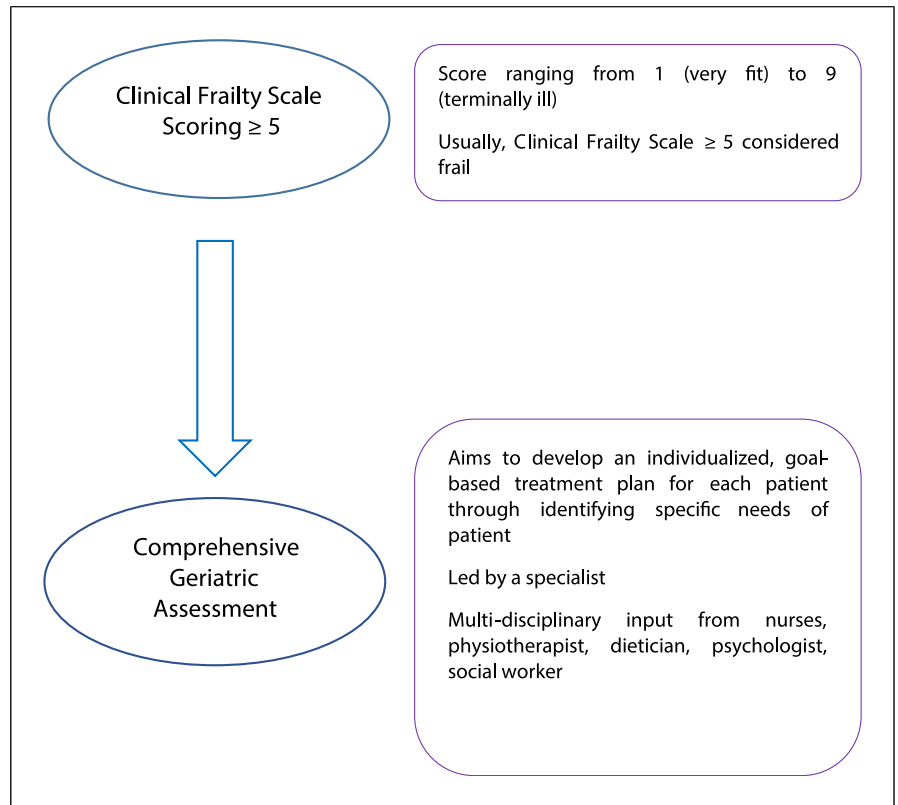 Clinical Frailty Scale
Scoring ≥ 5
Score ranging from 1 (very fit) to 9
(terminally ill)
Usually, Clinical Frailty Scale ≥ 5 considered
frail
Comprehensive
Geriatric
Assessment
Aims to develop an individualized, goal-
based treatment plan for each patient
through identifying specific needs of
patient
Led by a specialist
Multi-disciplinary input from nurses,
physiotherapist, dietician, psychologist,
social worker